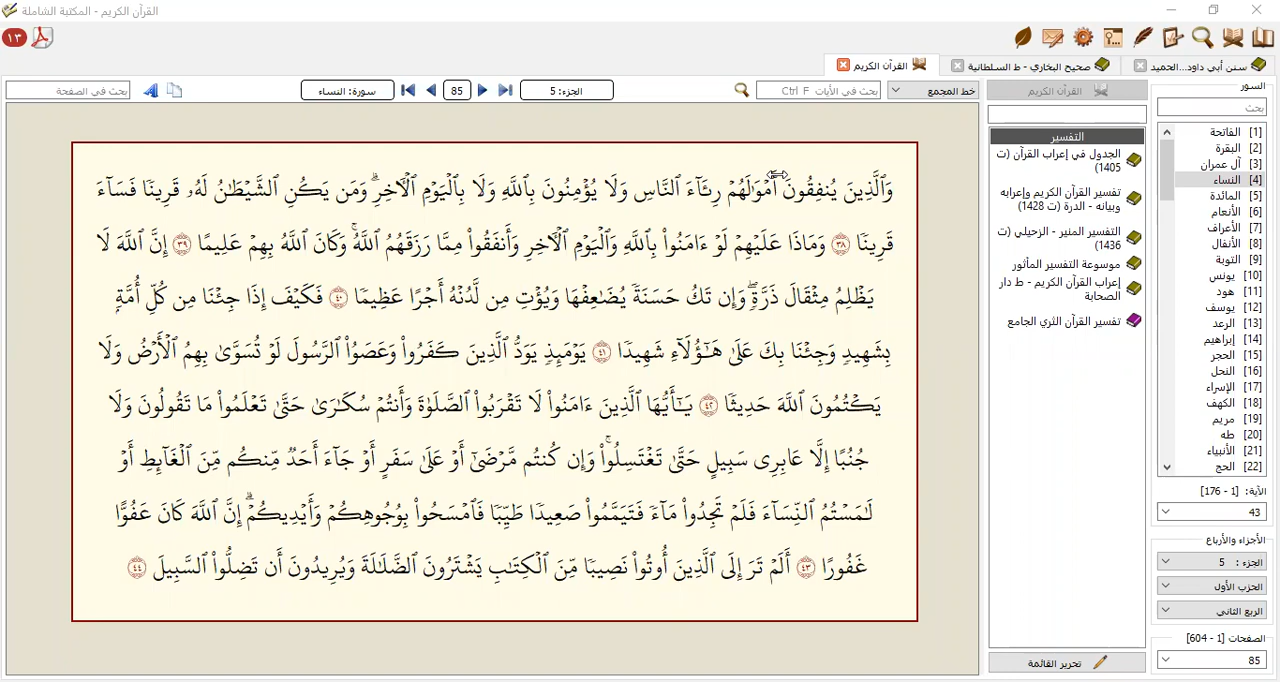 القرآن الكريم - المكتبة الشاملة
١٣
سنن أبي داود...الحميد
صحيح البخاري - ط السلطانية
القرآن الكريم
السور
بحث
[1] الفاتحة
[2] البقرة
[3] آل عمران
[4] النساء
[5] المائدة
[6] الأنعام
[7] الأعراف
[8] الأنفال
[9] التوبة
[10] يونس
[11] هود
[12] يوسف
[13] الرعد
[14] إبراهيم
[15] الحجر
[16] النحل
[17] الإسراء
[18] الكهف
[19] مريم
[20] طه
[21] الأنبياء
[22] الحج
الآية: [1 - 176]
43
الأجزاء والأرباع
الجزء : 5
الحزب الأول
الربع الثاني
الصفحات [1 - 604]
85
القرآن الكريم
التفسير
الجدول في إعراب القرآن (ت
1405)
تفسير القرآن الكريم وإعرابه
وبيانه - الدرة (ت 1428)
التفسير المنير - الزحيلي (ت
1436)
موسوعة التفسير المأثور
إعراب القرآن الكريم - ط دار
الصحابة
تفسير القرآن الثري الجامع
تحرير القائمة
خط المجمع
بحث في الآيات Ctrl F
الجزء: 5
85
سورة: النساء
بحث في الصفحة
وَٱلَّذِينَ يُنفِقُونَ أَمۡوَٰلَهُمۡ رِئَآءَ ٱلنَّاسِ وَلَا يُؤۡمِنُونَ بِٱللَّهِ وَلَا بِٱلۡيَوۡمِ ٱلۡأٓخِرِۗ وَمَن يَكُنِ ٱلشَّيۡطَٰنُ لَهُۥ قَرِينٗا فَسَآءَ
قَرِينٗا ٣٨ وَمَاذَا عَلَيۡهِمۡ لَوۡ ءَامَنُواْ بِٱللَّهِ وَٱلۡيَوۡمِ ٱلۡأٓخِرِ وَأَنفَقُواْ مِمَّا رَزَقَهُمُ ٱللَّهُۚ وَكَانَ ٱللَّهُ بِهِمۡ عَلِيمًا ٣٩ إِنَّ ٱللَّهَ لَا
يَظۡلِمُ مِثۡقَالَ ذَرَّةٖۖ وَإِن تَكُ حَسَنَةٗ يُضَٰعِفۡهَا وَيُؤۡتِ مِن لَّدُنۡهُ أَجۡرًا عَظِيمٗا ٤٠ فَكَيۡفَ إِذَا جِئۡنَا مِن كُلِّ أُمَّةِۭ
بِشَهِيدٖ وَجِئۡنَا بِكَ عَلَىٰ هَٰٓؤُلَآءِ شَهِيدٗا ٤١ يَوۡمَئِذٖ يَوَدُّ ٱلَّذِينَ كَفَرُواْ وَعَصَوُاْ ٱلرَّسُولَ لَوۡ تُسَوَّىٰ بِهِمُ ٱلۡأَرۡضُ وَلَا
يَكۡتُمُونَ ٱللَّهَ حَدِيثٗا ٤٢ يَٰٓأَيُّهَا ٱلَّذِينَ ءَامَنُواْ لَا تَقۡرَبُواْ ٱلصَّلَوٰةَ وَأَنتُمۡ سُكَٰرَىٰ حَتَّىٰ تَعۡلَمُواْ مَا تَقُولُونَ وَلَا
جُنُبًا إِلَّا عَابِرِي سَبِيلٍ حَتَّىٰ تَغۡتَسِلُواْۚ وَإِن كُنتُم مَّرۡضَىٰٓ أَوۡ عَلَىٰ سَفَرٍ أَوۡ جَآءَ أَحَدٞ مِّنكُم مِّنَ ٱلۡغَآئِطِ أَوۡ
لَٰمَسۡتُمُ ٱلنِّسَآءَ فَلَمۡ تَجِدُواْ مَآءٗ فَتَيَمَّمُواْ صَعِيدٗا طَيِّبٗا فَٱمۡسَحُواْ بِوُجُوهِكُمۡ وَأَيۡدِيكُمۡۗ إِنَّ ٱللَّهَ كَانَ عَفُوًّا
غَفُورًا ٤٣ أَلَمۡ تَرَ إِلَى ٱلَّذِينَ أُوتُواْ نَصِيبٗا مِّنَ ٱلۡكِتَٰبِ يَشۡتَرُونَ ٱلضَّلَٰلَةَ وَيُرِيدُونَ أَن تَضِلُّواْ ٱلسَّبِيلَ ٤٤